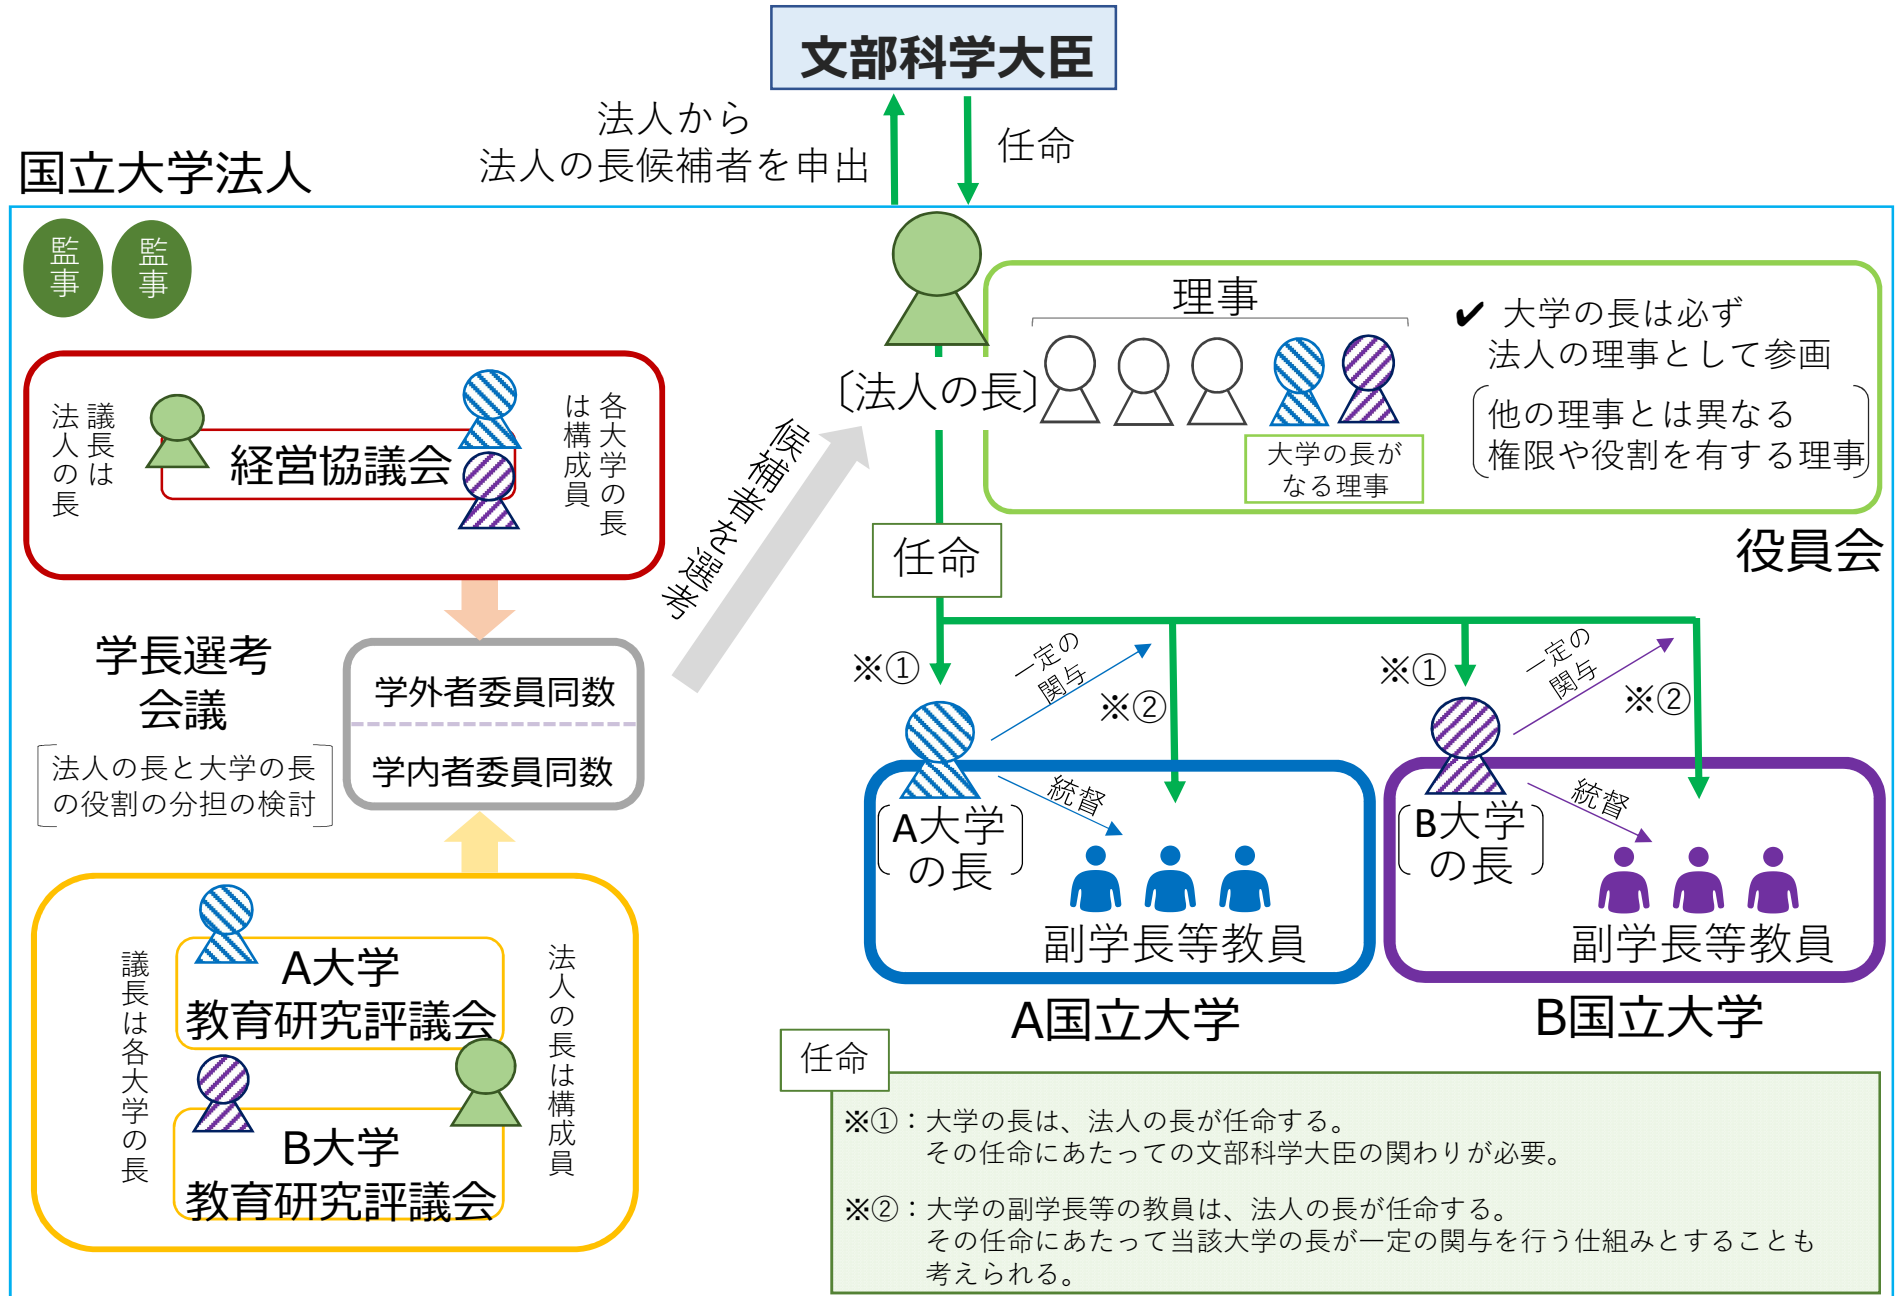 文部科学大臣
法人から
法人の長候補者を申出
任命
国立大学法人
監事
監事
〔法人の長〕
理事
大学の長が
なる理事
✔ 大学の長は必ず
法人の理事として参画
他の理事とは異なる
権限や役割を有する理事
役員会
議長は
法人の長
経営協議会
各大学の長
は構成員
候補者を選考
学長選考
会議
法人の長と大学の長
の役割の分担の検討
学外者委員同数
学内者委員同数
議長は各大学の長
A大学
教育研究評議会
B大学
教育研究評議会
法人の長は構成員
任命
※①
一定の
関与
※②
統督
A大学
の長
副学長等教員
A国立大学
※①
一定の
関与
※②
統督
B大学
の長
副学長等教員
B国立大学
任命
※①：大学の長は、法人の長が任命する。
その任命にあたっての文部科学大臣の関わりが必要。
※②：大学の副学長等の教員は、法人の長が任命する。
その任命にあたって当該大学の長が一定の関与を行う仕組みとすることも
考えられる。